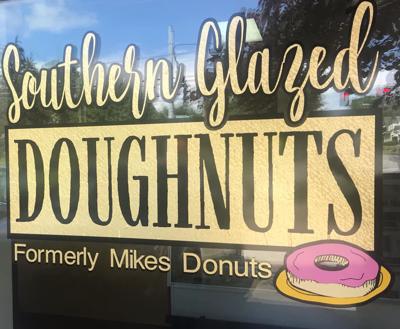 Southern Glazed
DOUGHNUTS
Formerly Mikes Donuts